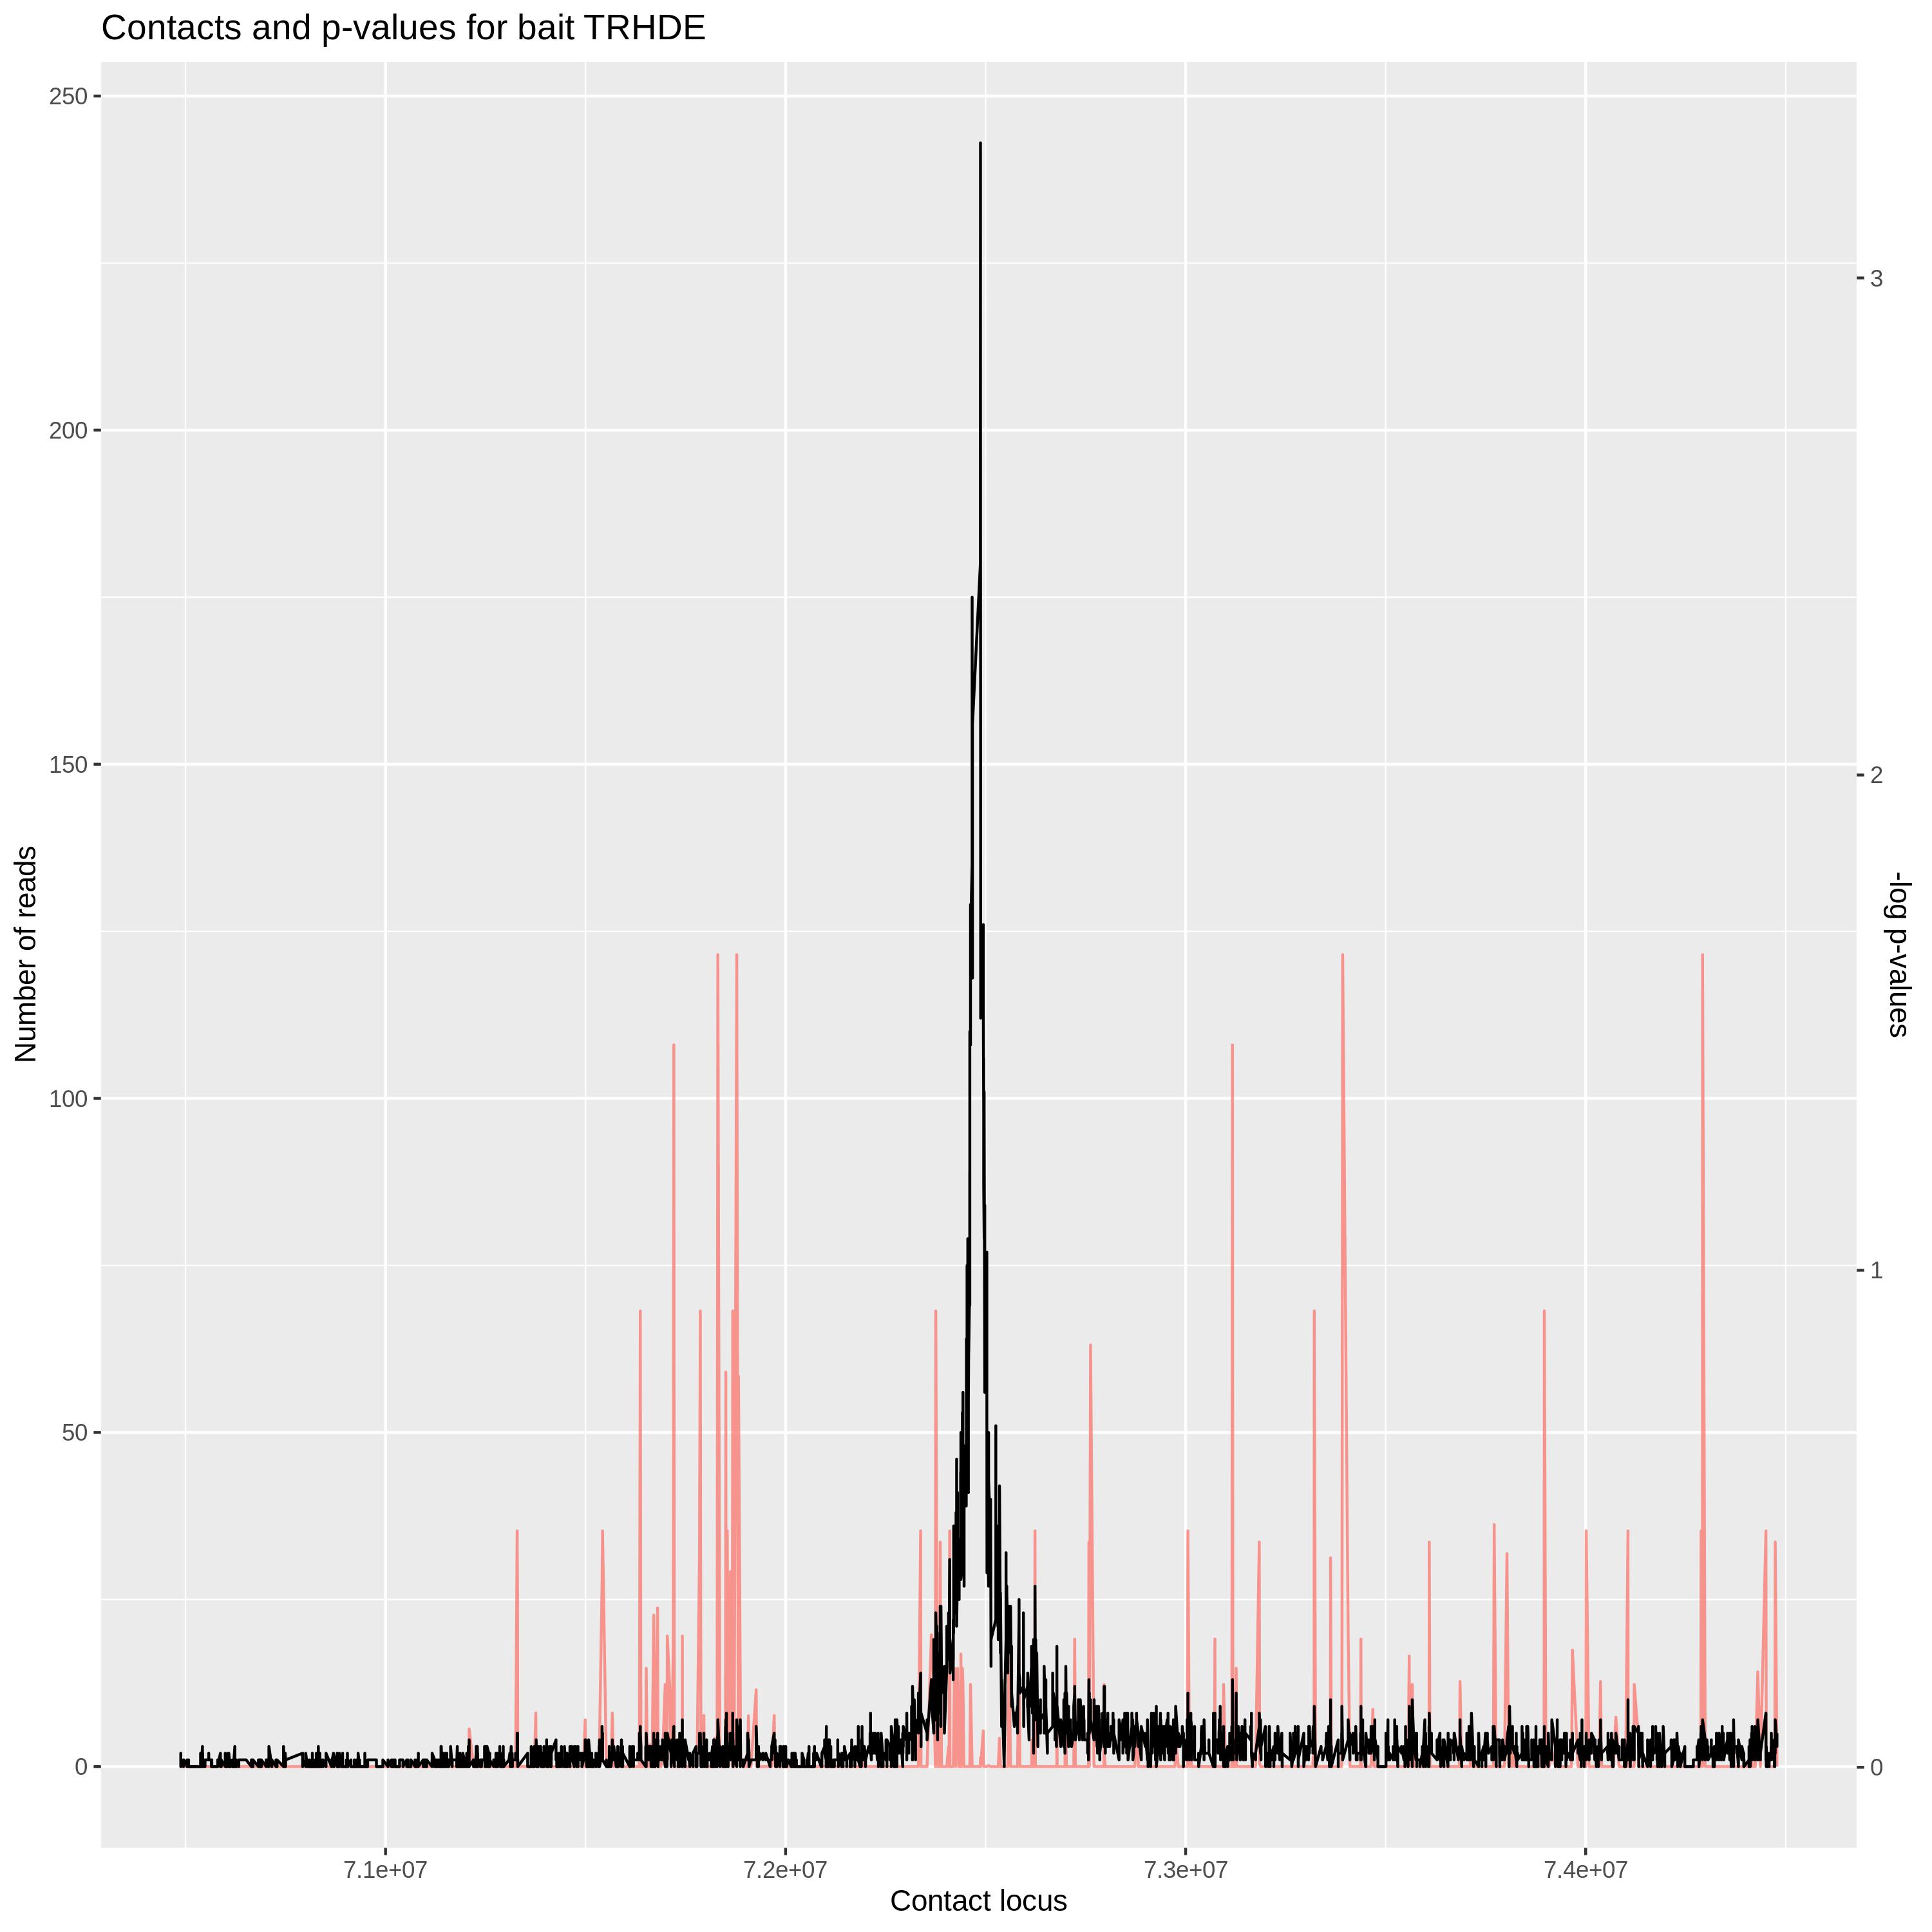 Contacts and p-values for bait TRHDE
250
200
150
100
50
0
Number of reads
3
2
1
0
-log p-values
7.1e+07
7.2e+07
7.3e+07
7.4e+07
Contact locus